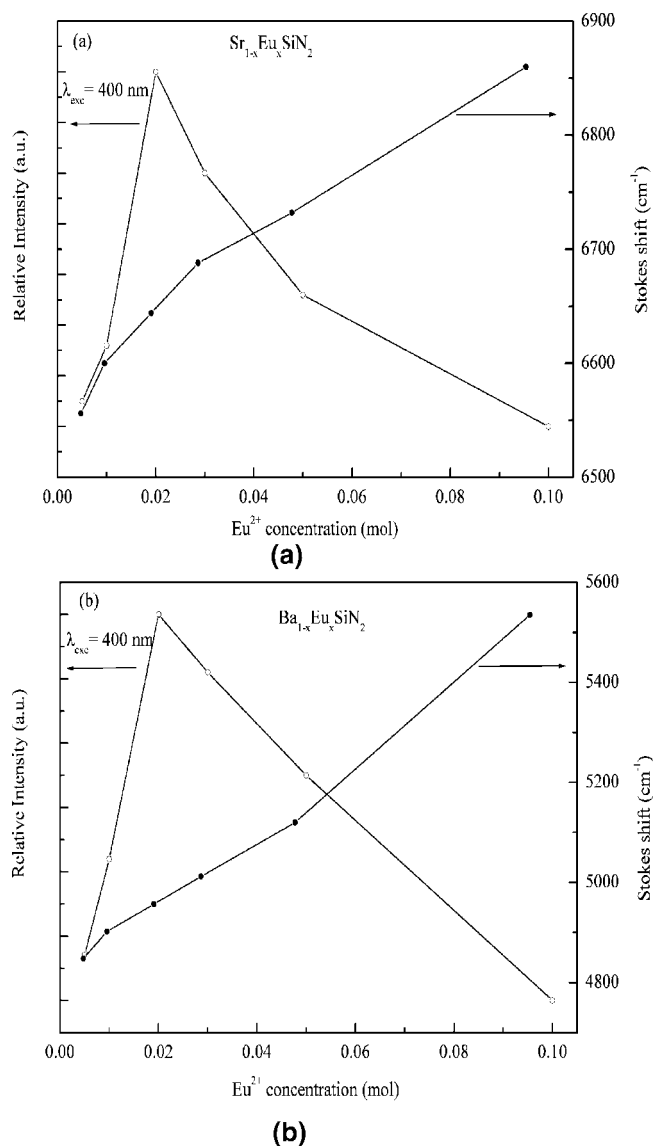 (a)
Sr1-xEuxSiN2
λexc = 400 nm
Relative Intensity (a.u.)
6900
6800
6700
6600
6500
Stokes shift (cm-1)
0.00 0.02 0.04 0.06 0.08 0.10
Eu2+ concentration (mol)
(a)
(b)
Ba1-xEuxSiN2
λexc = 400 nm
Relative Intensity (a.u.)
5600
5400
5200
5000
4800
Stokes shift (cm-1)
0.00 0.02 0.04 0.06 0.08 0.10
Eu2+ concentration (mol)
(b)